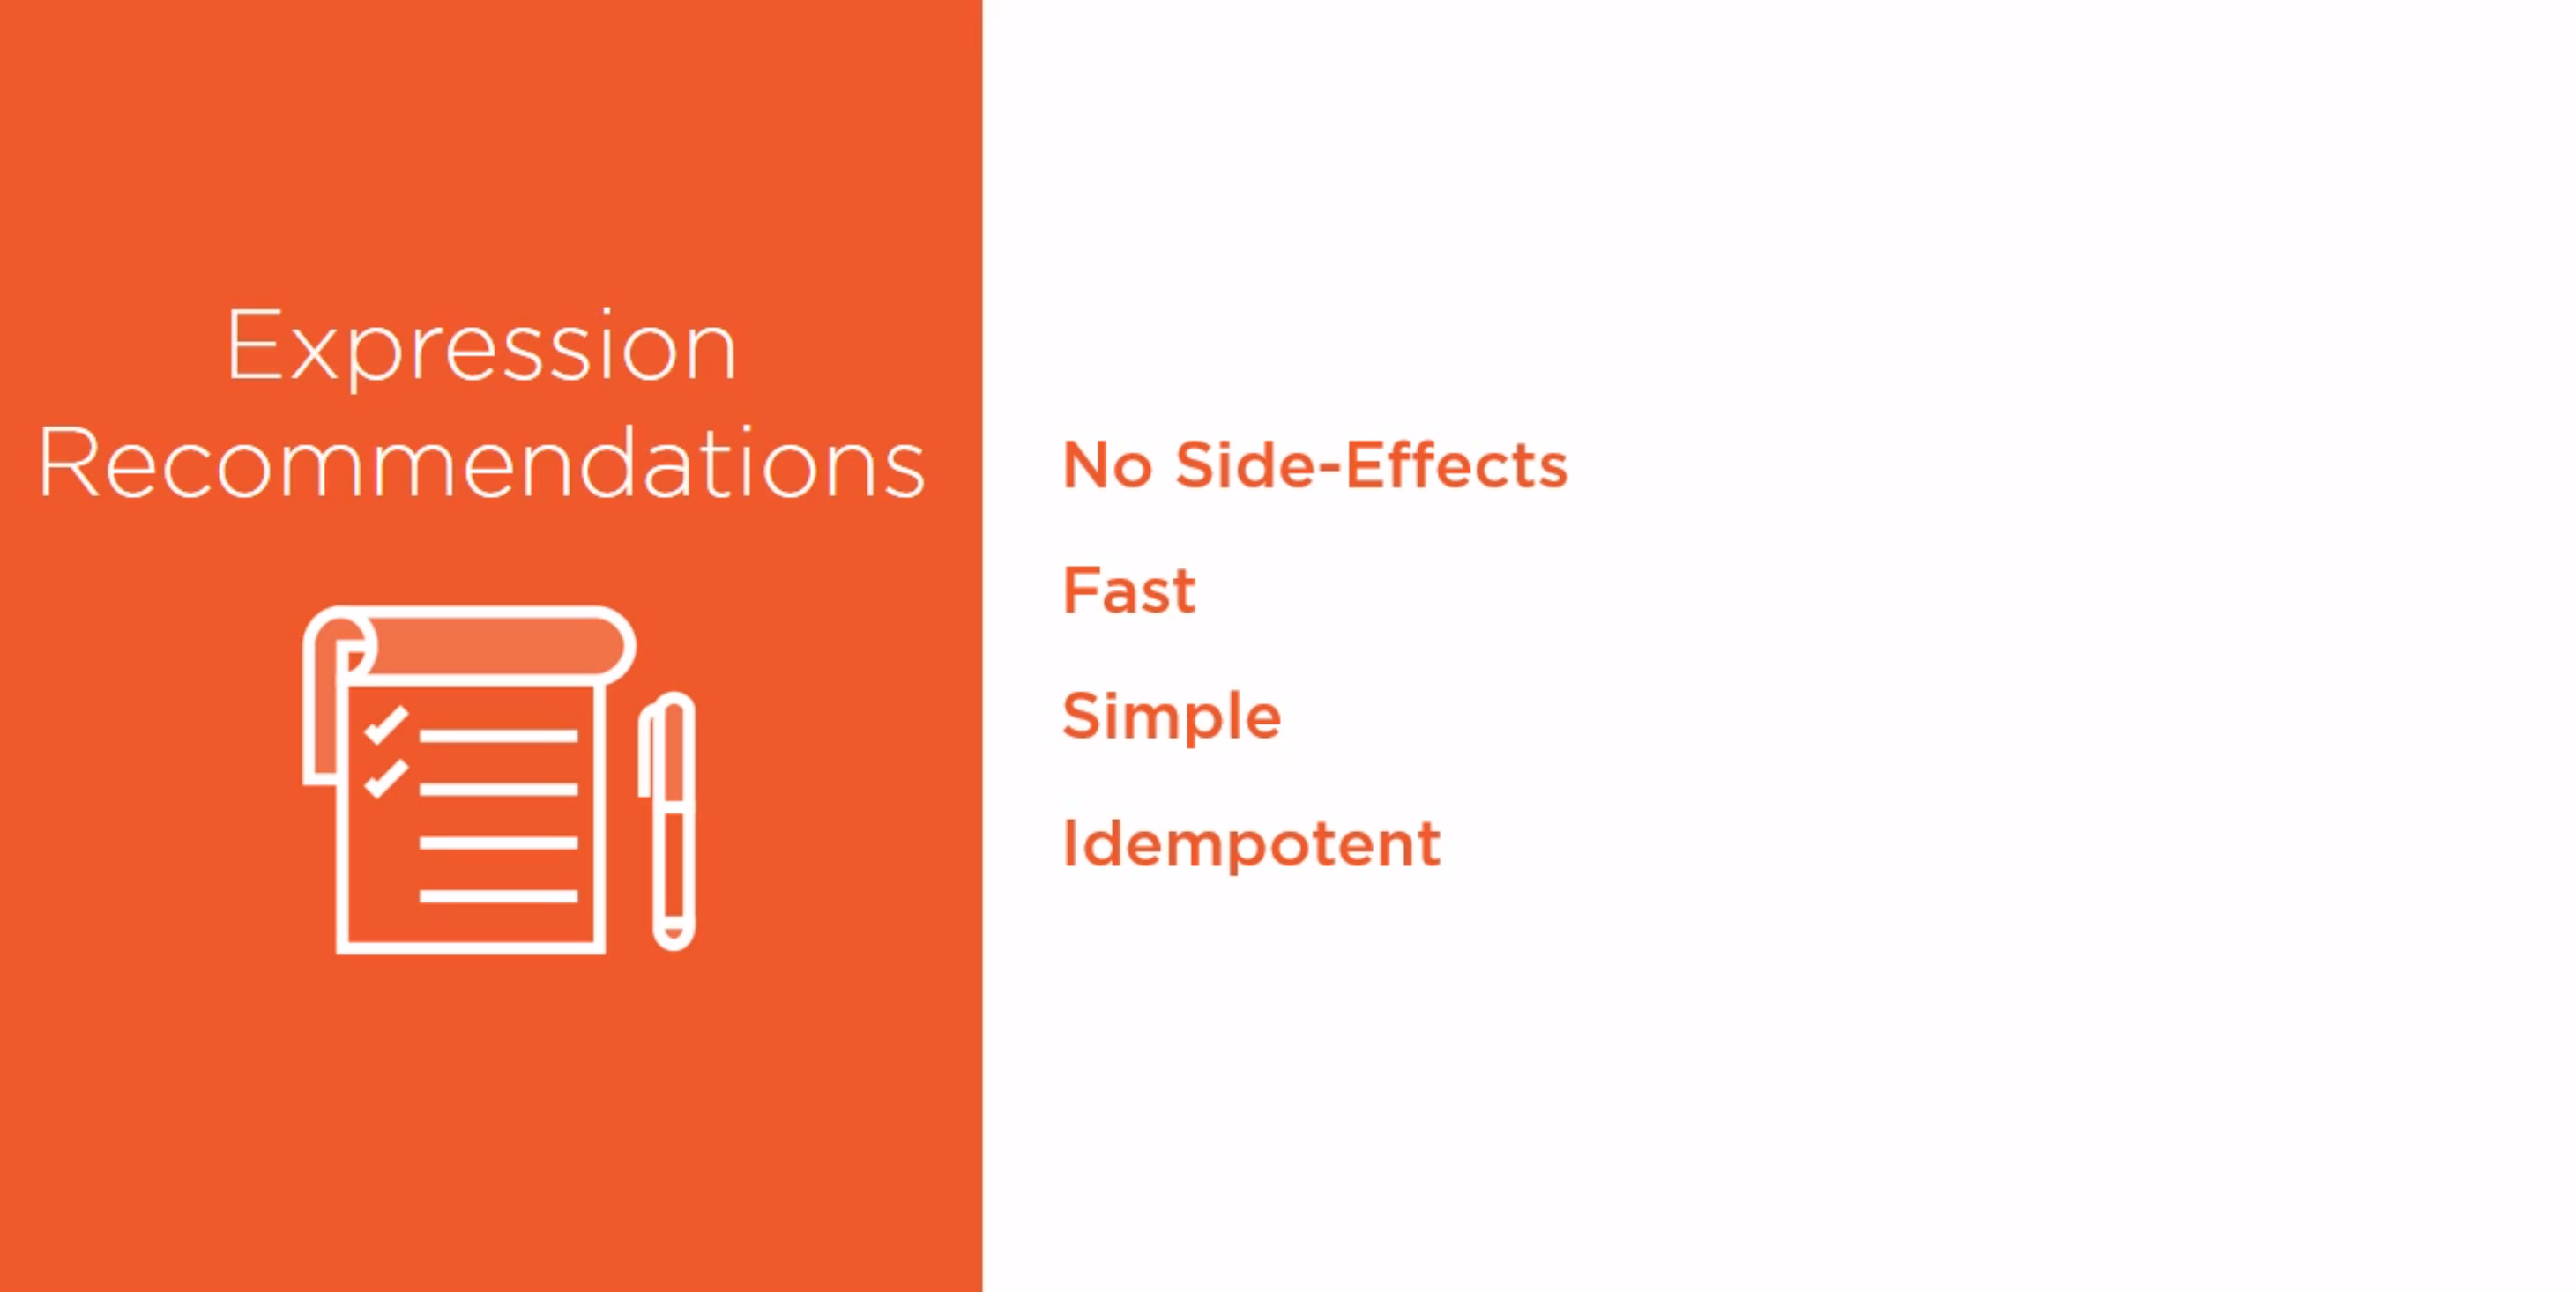 Expression
Recommendations
No Side-Effects
Fast
Simple
Idempotent